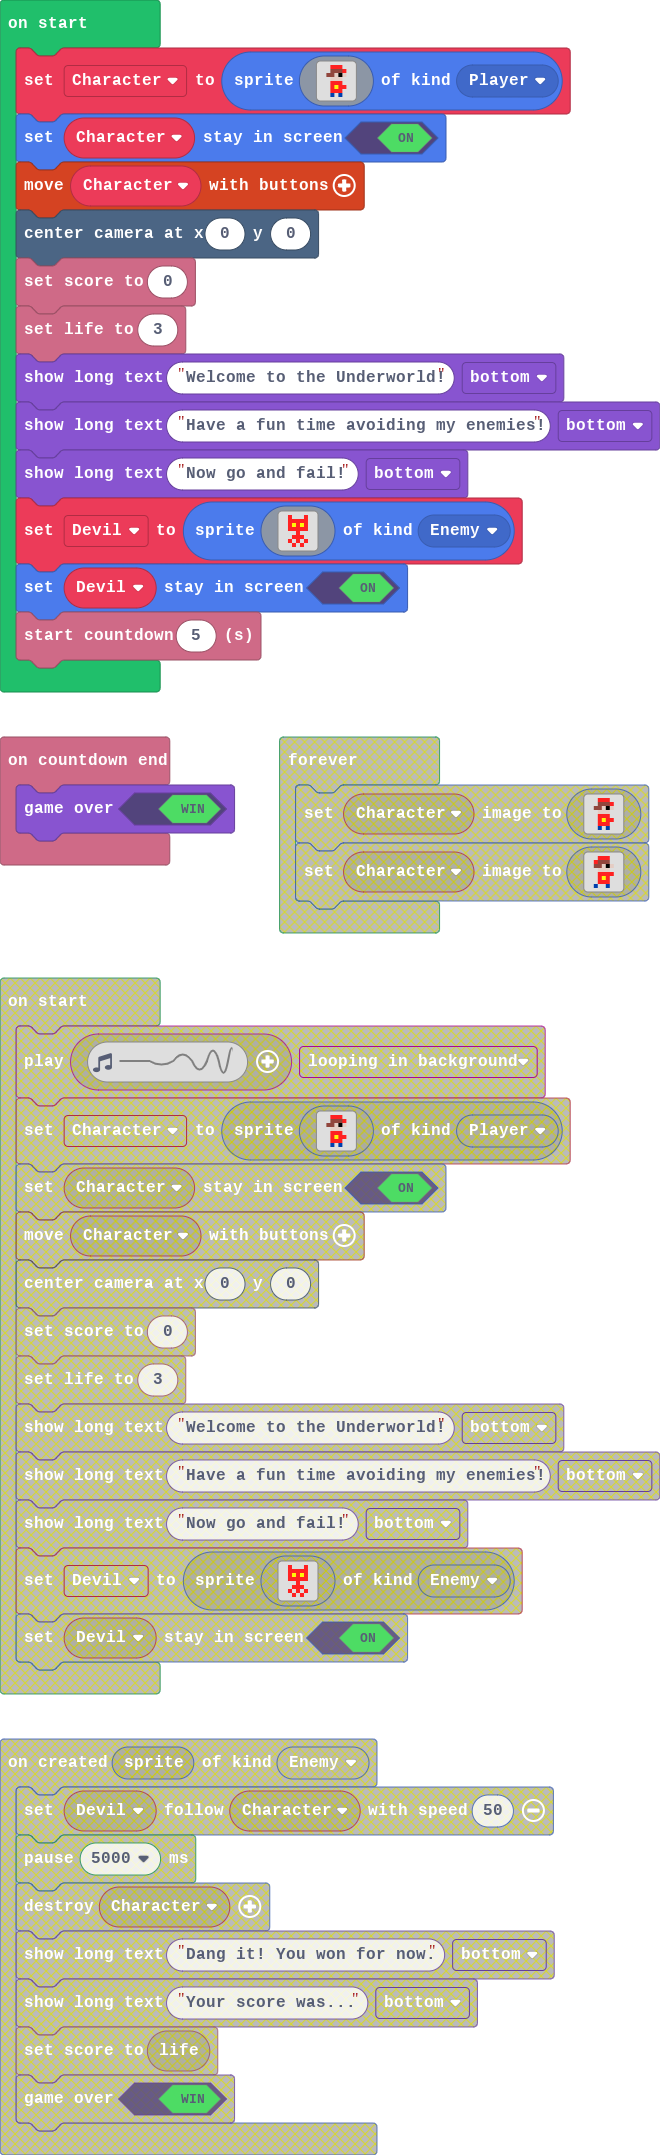 on start
set Character to sprite of kind Player
set Character stay in screen ON
move Character with buttons
center camera at x 0 y 0
set score to 0
set life to 3
show long text "Welcome to the Underworld!" bottom
show long text "Have a fun time avoiding my enemies!" bottom
show long text "Now go and fail!" bottom
set Devil to sprite of kind Enemy
set Devil stay in screen ON
start countdown 5 (s)
on countdown end
game over WIN
forever
set Character image to
set Character image to
on start
play looping in background
set Character to sprite of kind Player
set Character stay in screen ON
move Character with buttons
center camera at x 0 y 0
set score to 0
set life to 3
show long text "Welcome to the Underworld!" bottom
show long text "Have a fun time avoiding my enemies!" bottom
show long text "Now go and fail!" bottom
set Devil to sprite of kind Enemy
set Devil stay in screen ON
on created sprite of kind Enemy
set Devil follow Character with speed 50
pause 5000 ms
destroy Character
show long text "Dang it! You won for now." bottom
show long text "Your score was..." bottom
set score to life
game over WIN